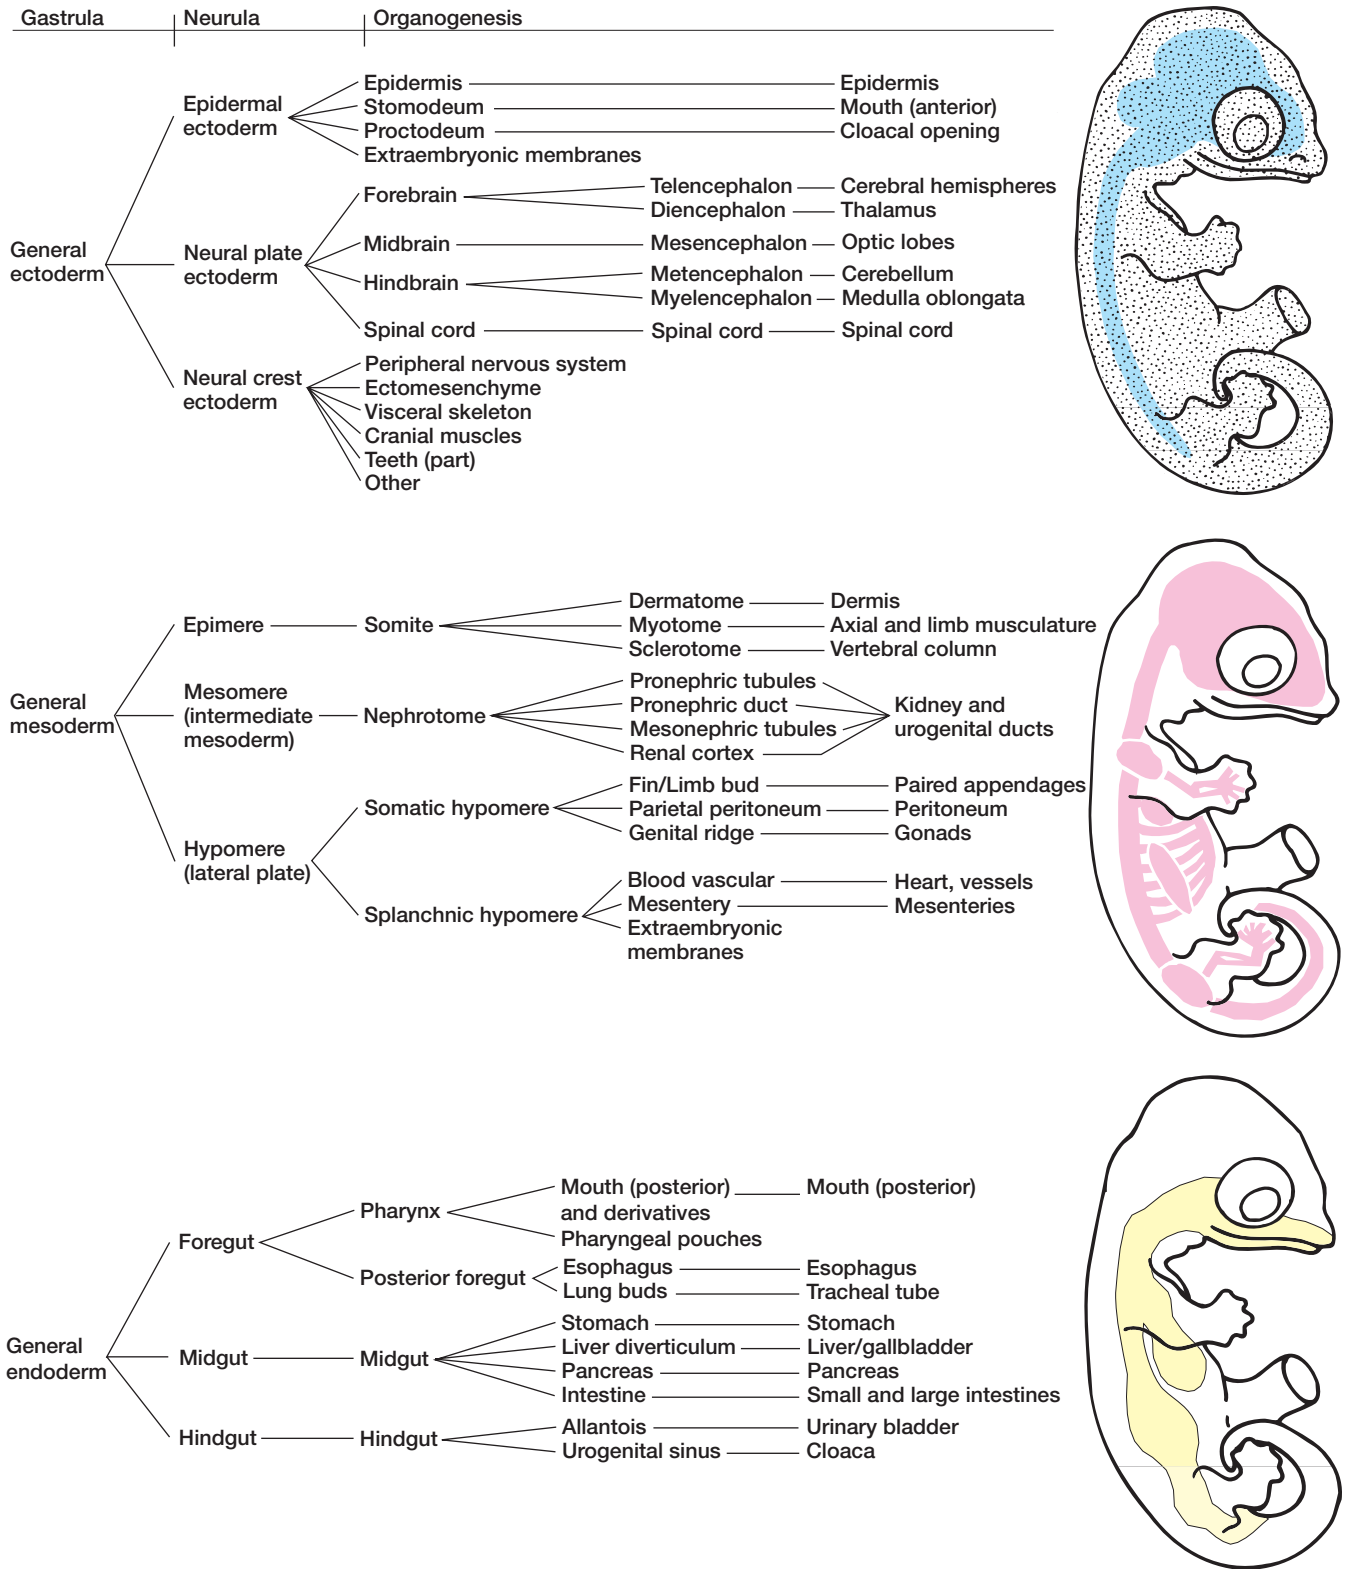 Gastrula Neurula Organogenesis
Epidermal
ectoderm
Epidermis Epidermis
Stomodeum Mouth (anterior)
Proctodeum Cloacal opening
Extraembryonic membranes
General
ectoderm
Neural plate
ectoderm
Forebrain
Telencephalon Cerebral hemispheres
Diencephalon Thalamus
Midbrain Mesencephalon Optic lobes
Hindbrain
Metencephalon Cerebellum
Myelencephalon Medulla oblongata
Spinal cord Spinal cord Spinal cord
Neural crest
ectoderm
Peripheral nervous system
Ectomesenchyme
Visceral skeleton
Cranial muscles
Teeth (part)
Other
General
mesoderm
Epimere Somite
Dermatome Dermis
Myotome Axial and limb musculature
Sclerotome Vertebral column
Mesomere
(intermediate
mesoderm)
Nephrotome
Pronephric tubules
Pronephric duct
Mesonephric tubules
Renal cortex
Kidney and
urogenital ducts
Hypomere
(lateral plate)
Somatic hypomere
Fin/Limb bud Paired appendages
Parietal peritoneum Peritoneum
Genital ridge Gonads
Splanchnic hypomere
Blood vascular Heart, vessels
Mesentery Mesenteries
Extraembryonic
membranes
General
endoderm
Foregut
Pharynx
Mouth (posterior) Mouth (posterior)
and derivatives
Pharyngeal pouches
Posterior foregut
Esophagus Esophagus
Lung buds Tracheal tube
Midgut Midgut
Stomach Stomach
Liver diverticulum Liver/gallbladder
Pancreas Pancreas
Intestine Small and large intestines
Hindgut Hindgut
Allantois Urinary bladder
Urogenital sinus Cloaca